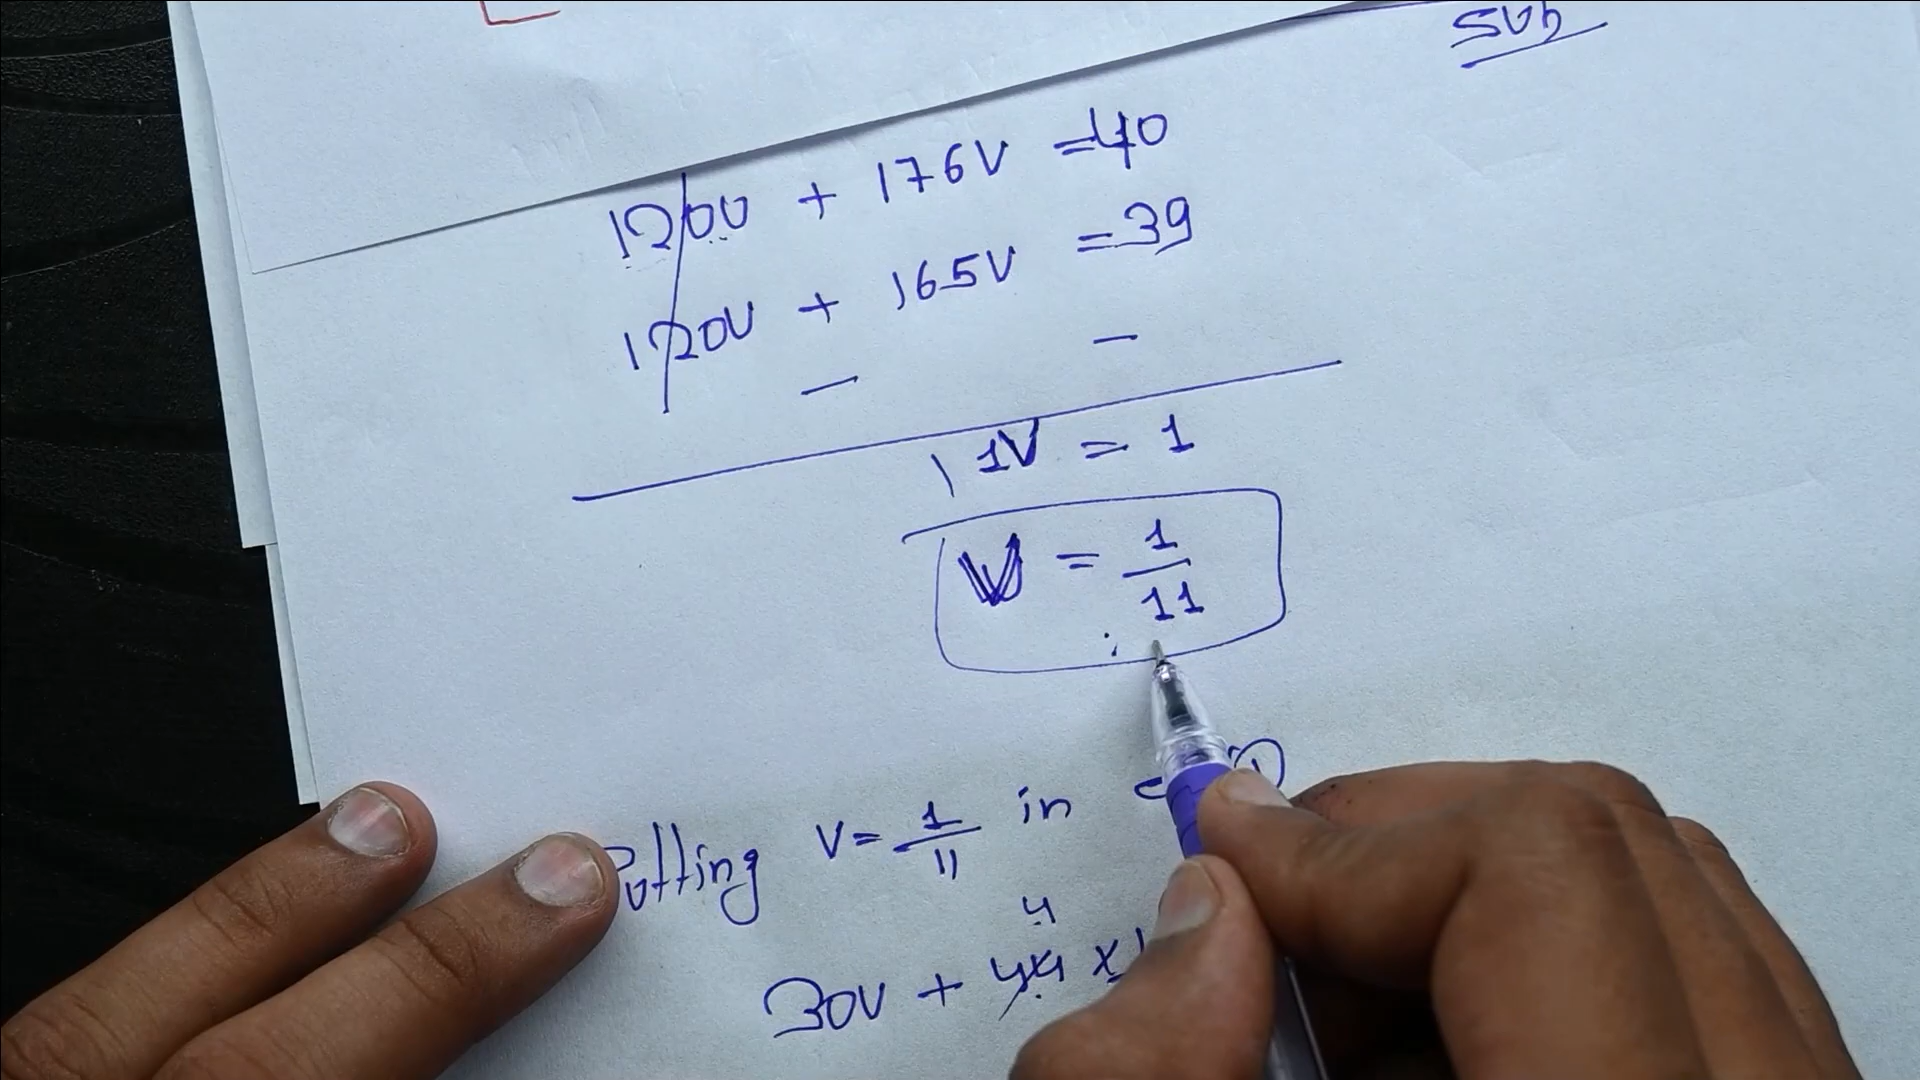 Sub
120u + 176v = 40
120u + 165v = 39
— —
11v = 1
v = 1/11
Putting v = 1/11 in
4
30u + 44 x